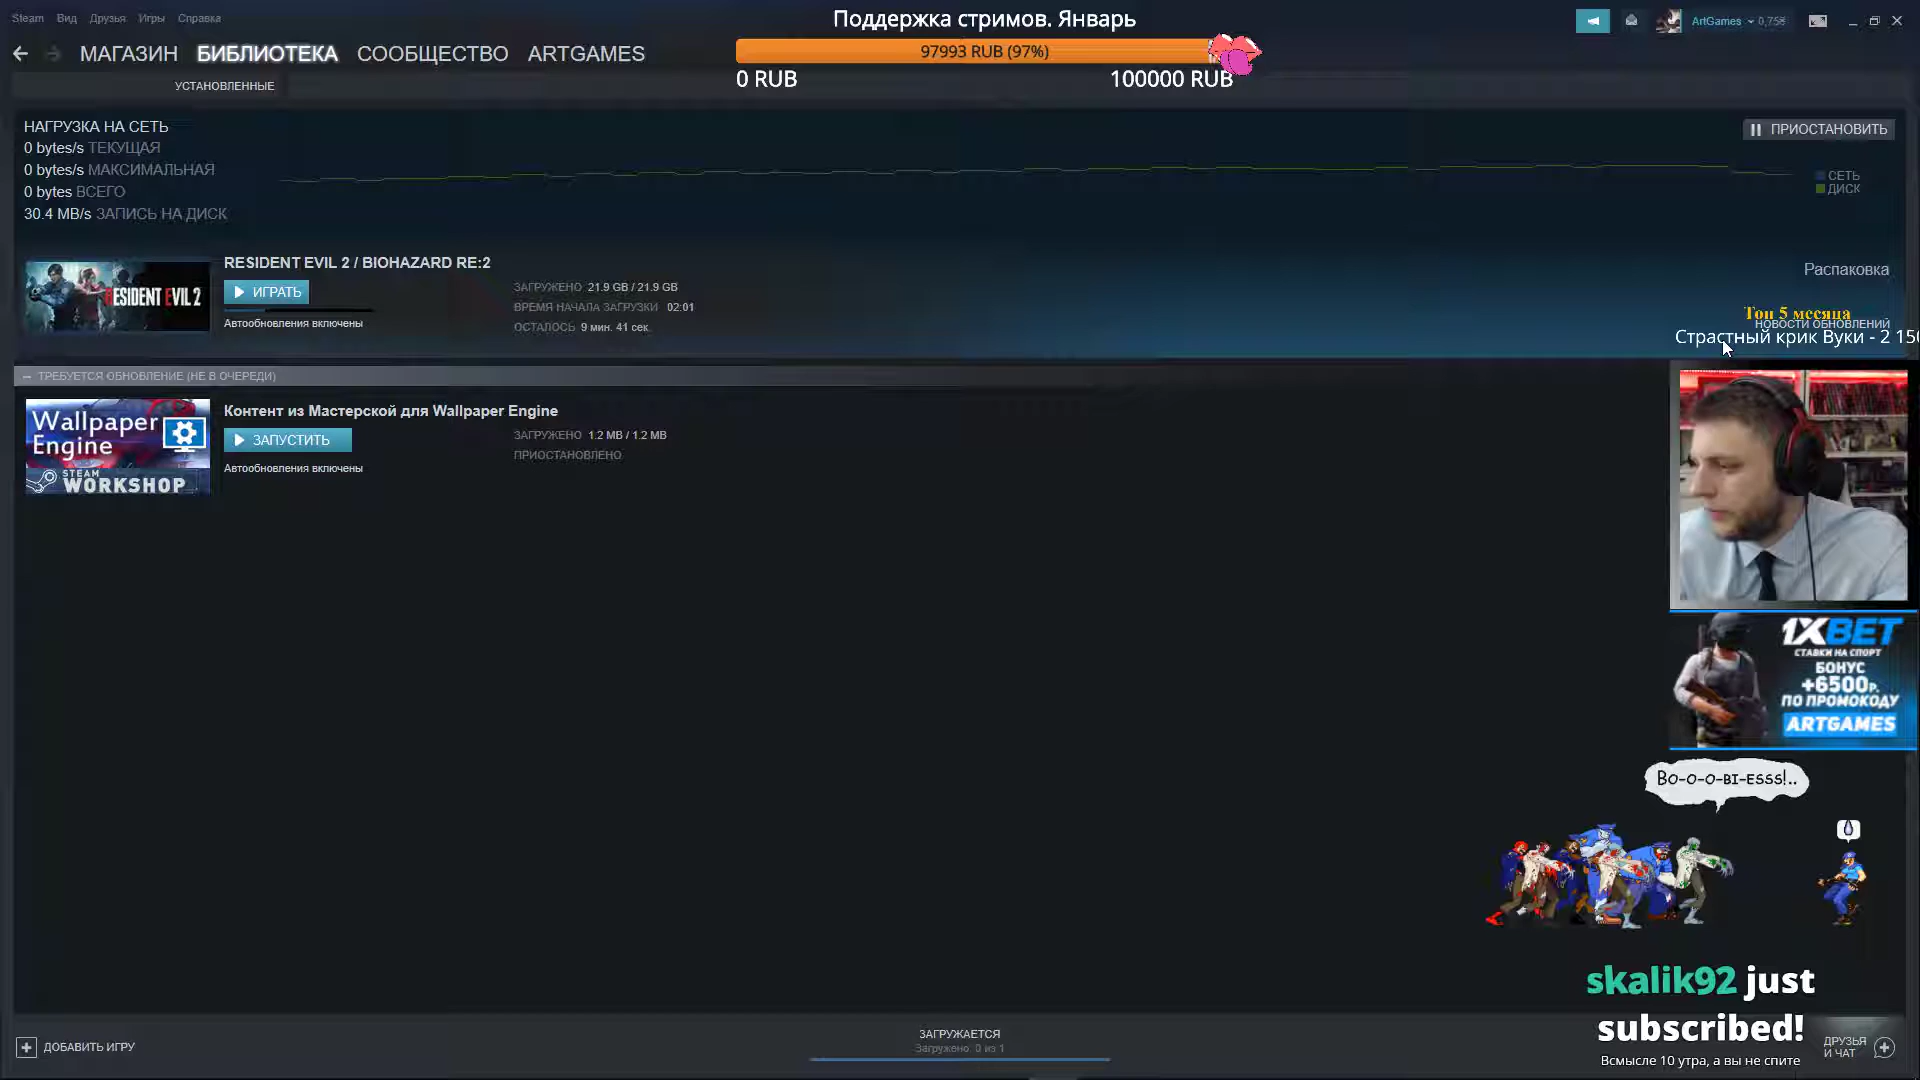 Steam Вид Друзья Игры Справка
Поддержка стримов. Январь
ArtGames 0,75₴
МАГАЗИН БИБЛИОТЕКА СООБЩЕСТВО ARTGAMES
97993 RUB (97%)
0 RUB 100000 RUB
УСТАНОВЛЕННЫЕ
НАГРУЗКА НА СЕТЬ
0 bytes/s ТЕКУЩАЯ
0 bytes/s МАКСИМАЛЬНАЯ
0 bytes ВСЕГО
30.4 MB/s ЗАПИСЬ НА ДИСК
ПРИОСТАНОВИТЬ
СЕТЬ
ДИСК
RESIDENT EVIL 2
RESIDENT EVIL 2 / BIOHAZARD RE:2
ИГРАТЬ
Автообновления включены
ЗАГРУЖЕНО 21.9 GB / 21.9 GB
ВРЕМЯ НАЧАЛА ЗАГРУЗКИ 02:01
ОСТАЛОСЬ 9 мин. 41 сек.
Распаковка
Топ 5 месяца
НОВОСТИ ОБНОВЛЕНИЙ
Страстный крик Вуки - 2 150
ТРЕБУЕТСЯ ОБНОВЛЕНИЕ (НЕ В ОЧЕРЕДИ)
Wallpaper
Engine
STEAM
WORKSHOP
Контент из Мастерской для Wallpaper Engine
ЗАПУСТИТЬ
Автообновления включены
ЗАГРУЖЕНО 1.2 MB / 1.2 MB
ПРИОСТАНОВЛЕНО
1XBET
СТАВКИ НА СПОРТ
БОНУС
+6500р.
ПО ПРОМОКОДУ
ARTGAMES
Bo-o-o-bi-esss!..
skalik92 just
subscribed!
Всмысле 10 утра, а вы не спите
ДОБАВИТЬ ИГРУ
ЗАГРУЖАЕТСЯ
Загружено: 0 из 1
ДРУЗЬЯ
И ЧАТ